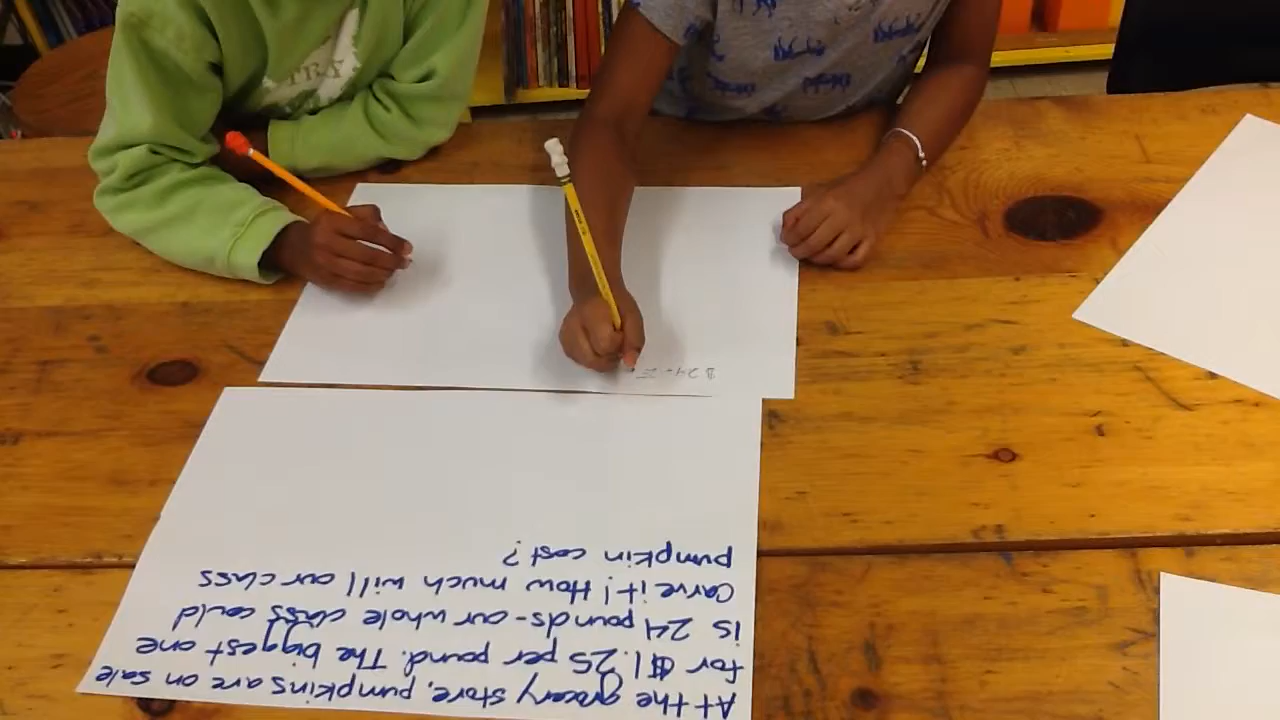 At the grocery store, pumpkins are on sale
for $1.25 per pound. The biggest one
is 24 pounds - our whole class could
carve it! How much will our class
pumpkin cost?